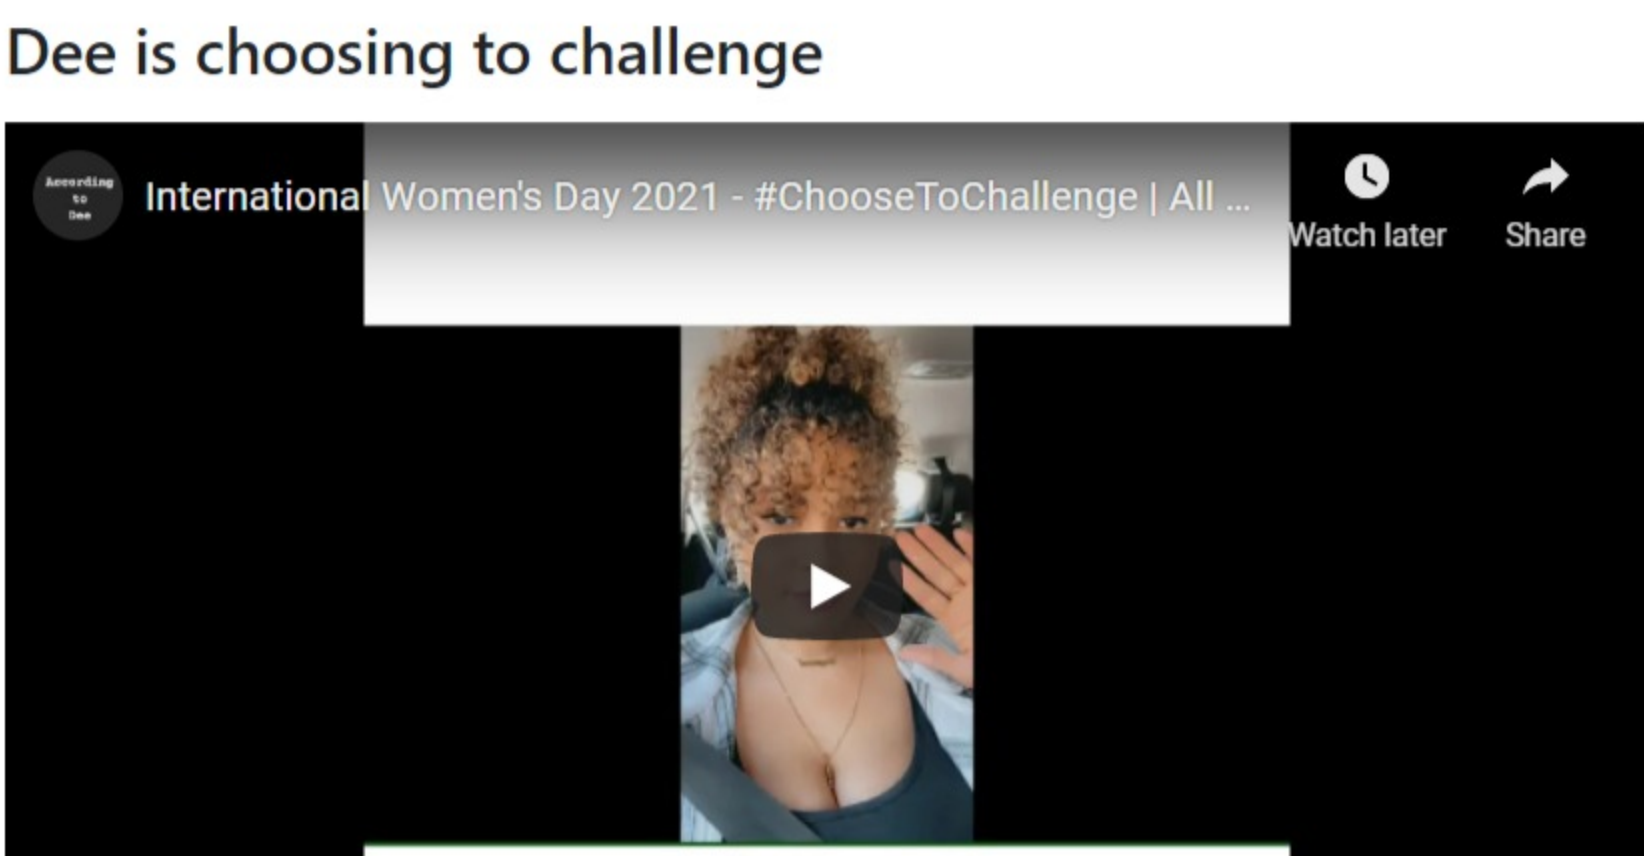 Dee is choosing to challenge
According
to
Dee
International Women's Day 2021 - #ChooseToChallenge | All ...
Watch later
Share